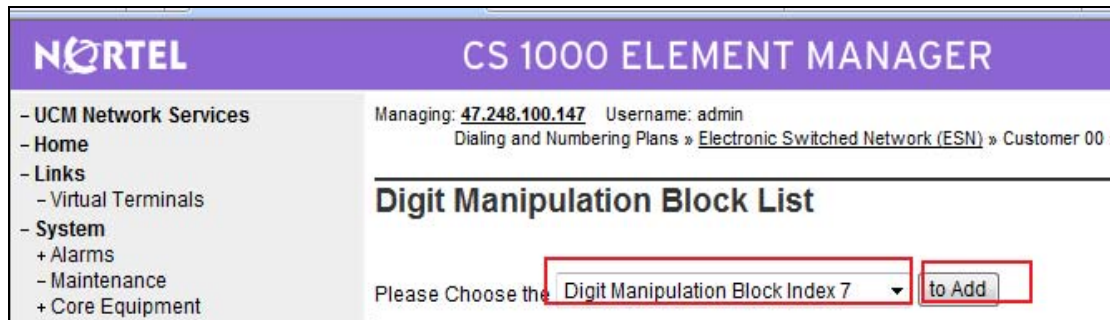 NORTEL
CS 1000 ELEMENT MANAGER
- UCM Network Services
- Home
- Links
- Virtual Terminals
- System
+ Alarms
- Maintenance
+ Core Equipment
Managing: 47.248.100.147 Username: admin
Dialing and Numbering Plans » Electronic Switched Network (ESN) » Customer 00
Digit Manipulation Block List
Please Choose the Digit Manipulation Block Index 7 to Add